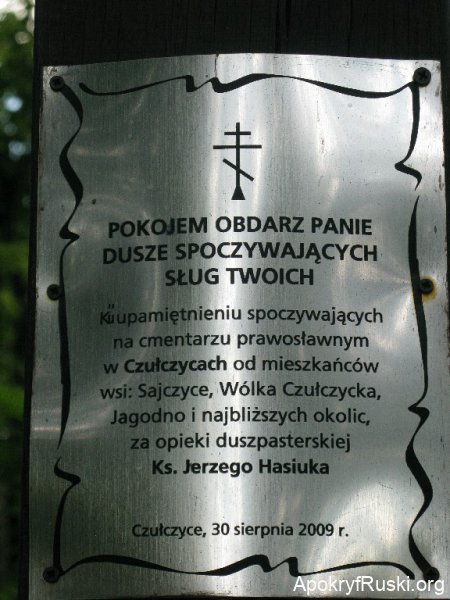 POKOJEM OBDARZ PANIE
DUSZE SPOCZYWAJĄCYCH
SŁUG TWOICH
Ku upamiętnieniu spoczywających
na cmentarzu prawosławnym
w Czułczycach od mieszkańców
wsi: Sajczyce, Wólka Czułczycka,
Jagodno i najbliższych okolic,
za opieki duszpasterskiej
Ks. Jerzego Hasiuka
Czułczyce, 30 sierpnia 2009 r.
ApokryfRuski.org